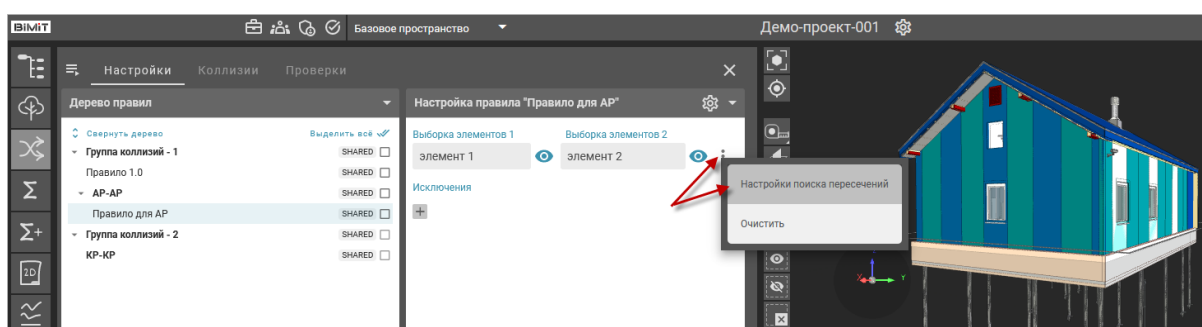 BIMiT
Базовое пространство
Демо-проект-001
Настройки Коллизии Проверки
Дерево правил
Настройка правила "Правило для АР"
Свернуть дерево Выделить всё
Группа коллизий - 1 SHARED
Правило 1.0 SHARED
АР-АР SHARED
Правило для АР SHARED
Группа коллизий - 2 SHARED
КР-КР SHARED
Выборка элементов 1 Выборка элементов 2
элемент 1 элемент 2
Исключения
Настройки поиска пересечений
Очистить
2D
X Y